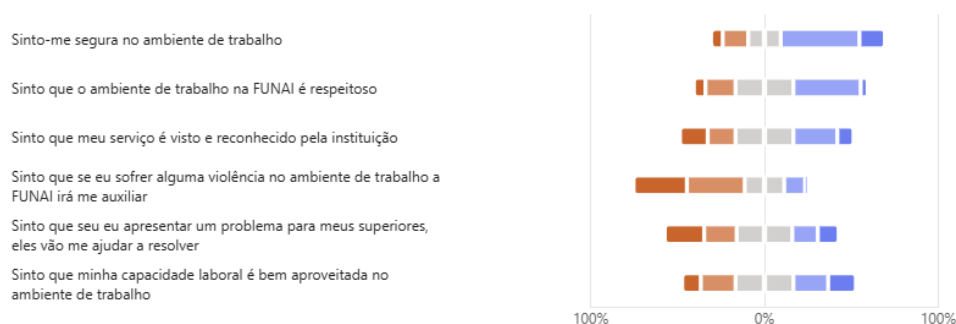 Sinto-me segura no ambiente de trabalho
Sinto que o ambiente de trabalho na FUNAI é respeitoso
Sinto que meu serviço é visto e reconhecido pela instituição
Sinto que se eu sofrer alguma violência no ambiente de trabalho a
FUNAI irá me auxiliar
Sinto que seu eu apresentar um problema para meus superiores,
eles vão me ajudar a resolver
Sinto que minha capacidade laboral é bem aproveitada no
ambiente de trabalho
100% 0% 100%